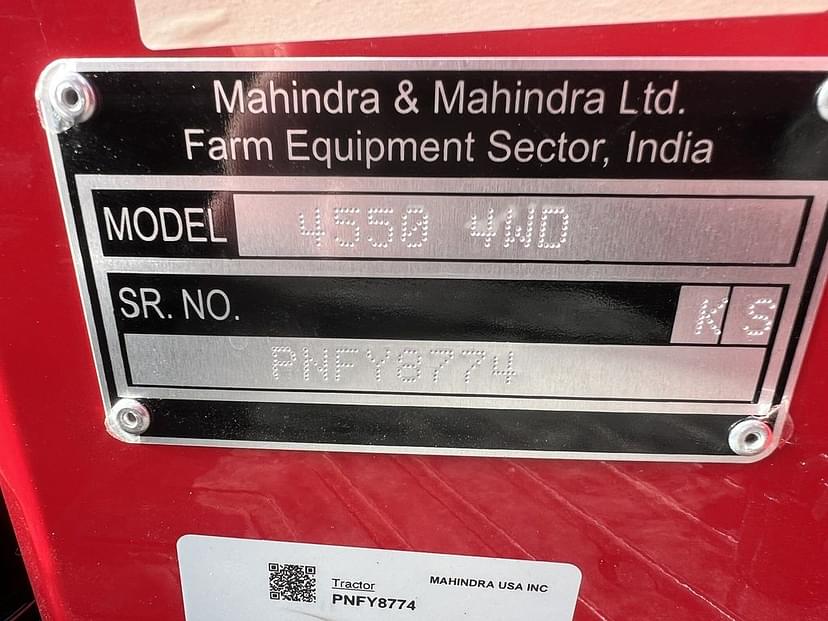 Mahindra & Mahindra Ltd.
Farm Equipment Sector, India
MODEL 4550 4WD
SR. NO. K S
PNFY8774
Tractor MAHINDRA USA INC
PNFY8774